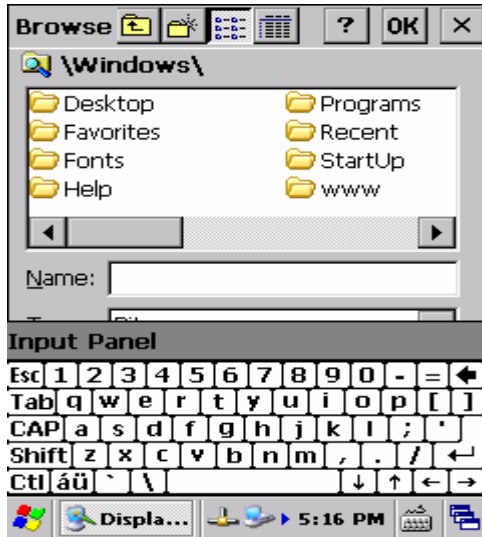 Browse ? OK ×
\Windows\
Desktop Programs
Favorites Recent
Fonts StartUp
Help www
Name:
Input Panel
Esc 1 2 3 4 5 6 7 8 9 0 - =
Tab q w e r t y u i o p [ ]
CAP a s d f g h j k l ; '
Shift z x c v b n m , . /
Ctl áü ` \
Displa... 5:16 PM